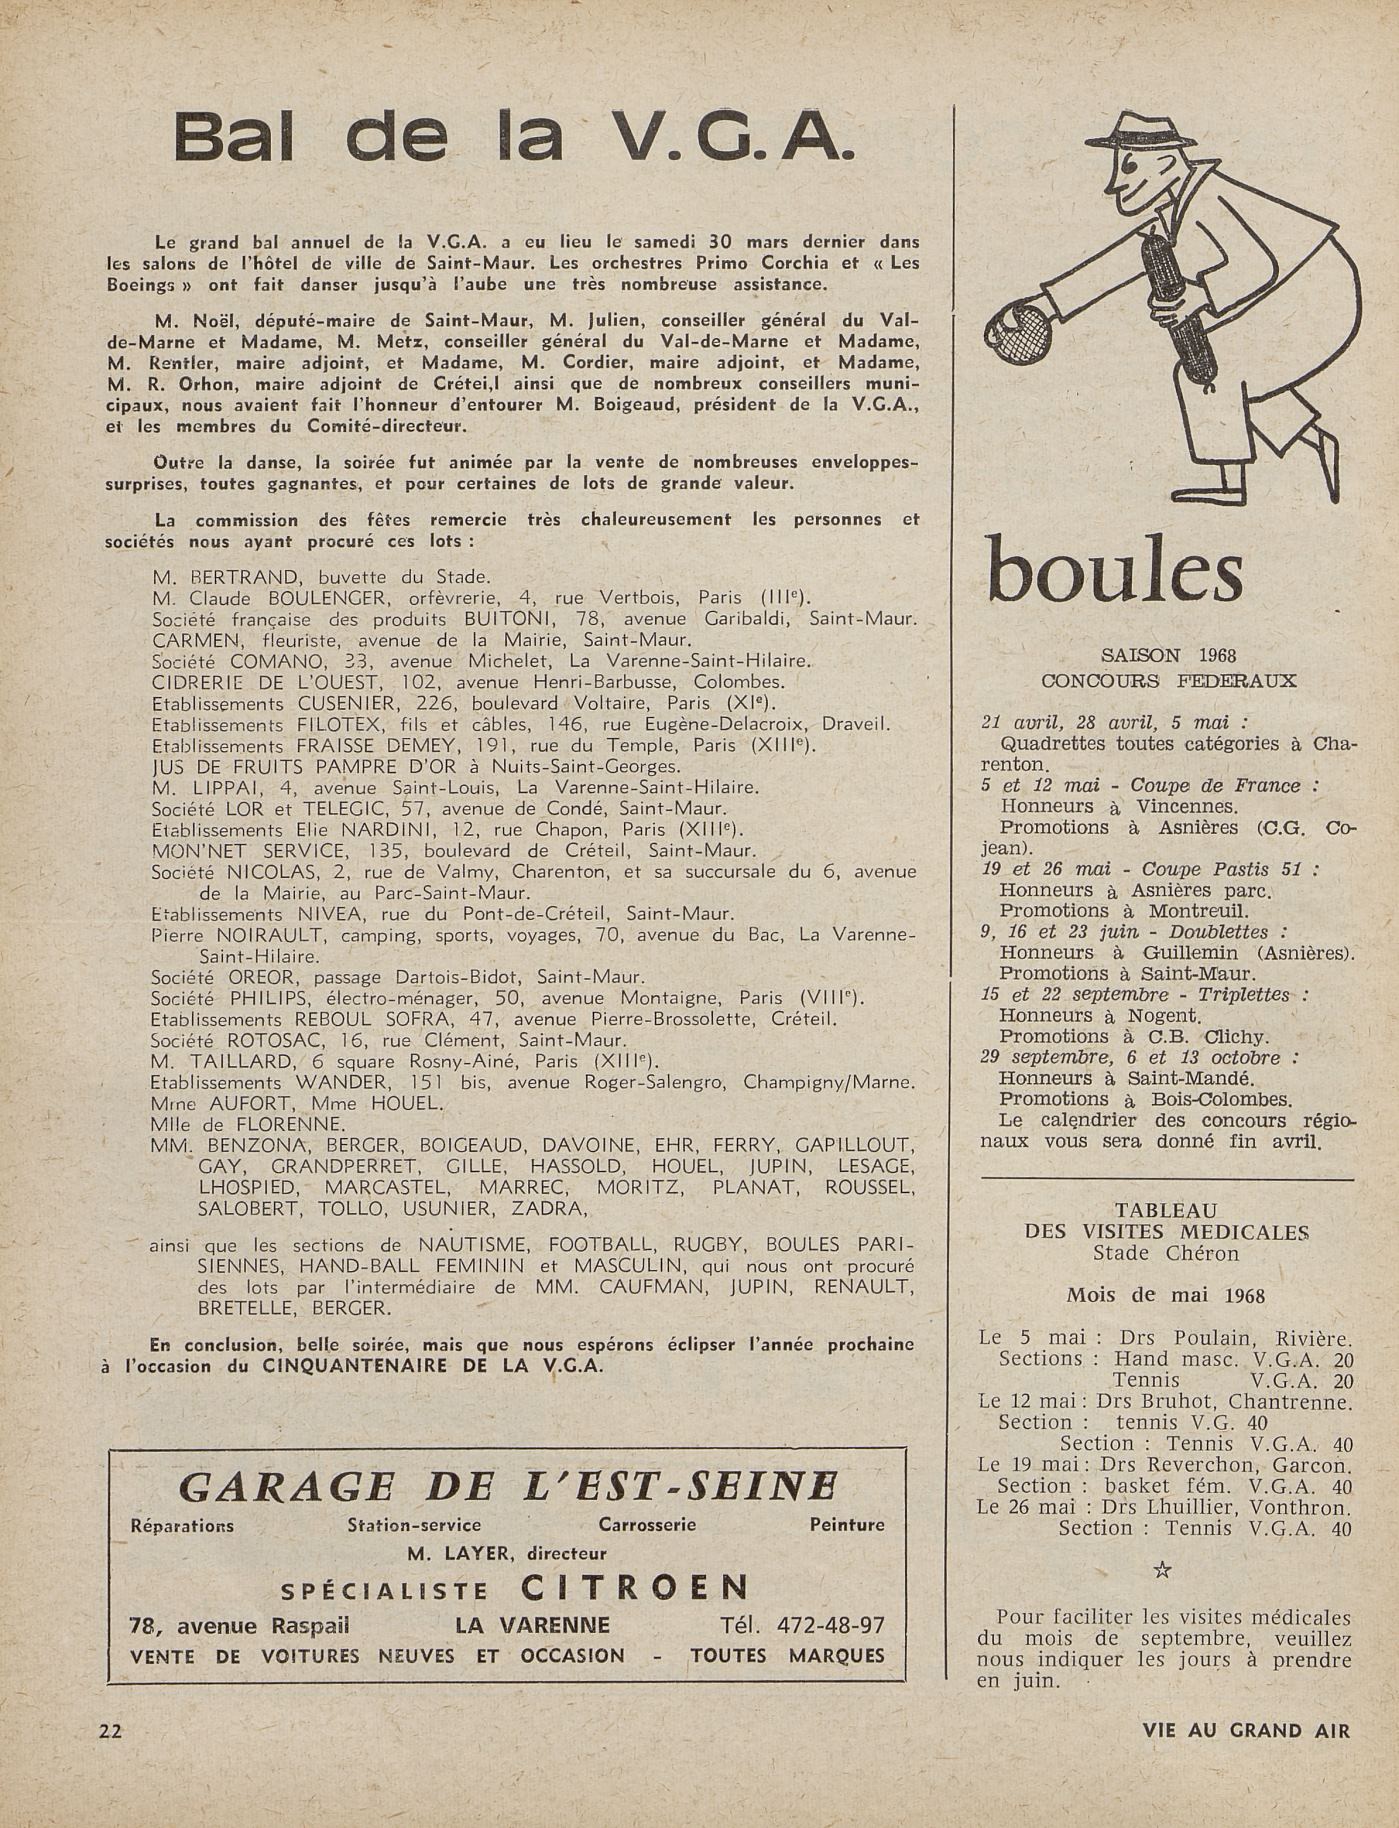 Bal de la V.G.A.
Le grand bal annuel de la V.G.A. a eu lieu le samedi 30 mars dernier dans
les salons de l'hôtel de ville de Saint-Maur. Les orchestres Primo Corchia et « Les
Boeings » ont fait danser jusqu'à l'aube une très nombreuse assistance.
M. Noël, député-maire de Saint-Maur, M. Julien, conseiller général du Val-
de-Marne et Madame, M. Metz, conseiller général du Val-de-Marne et Madame,
M. Rentler, maire adjoint, et Madame, M. Cordier, maire adjoint, et Madame,
M. R. Orhon, maire adjoint de Crétei,l ainsi que de nombreux conseillers muni-
cipaux, nous avaient fait l'honneur d'entourer M. Boigeaud, président de la V.G.A.,
et les membres du Comité-directeur.
Outre la danse, la soirée fut animée par la vente de nombreuses enveloppes-
surprises, toutes gagnantes, et pour certaines de lots de grande valeur.
La commission des fêtes remercie très chaleureusement les personnes et
sociétés nous ayant procuré ces lots :
M. BERTRAND, buvette du Stade.
M. Claude BOULENGER, orfèvrerie, 4, rue Vertbois, Paris (IIIe).
Société française des produits BUITONI, 78, avenue Garibaldi, Saint-Maur.
CARMEN, fleuriste, avenue de la Mairie, Saint-Maur.
Société COMANO, 33, avenue Michelet, La Varenne-Saint-Hilaire.
CIDRERIE DE L'OUEST, 102, avenue Henri-Barbusse, Colombes.
Etablissements CUSENIER, 226, boulevard Voltaire, Paris (XIe).
Etablissements FILOTEX, fils et câbles, 146, rue Eugène-Delacroix, Draveil.
Etablissements FRAISSE DEMEY, 191, rue du Temple, Paris (XIIIe).
JUS DE FRUITS PAMPRE D'OR à Nuits-Saint-Georges.
M. LIPPAI, 4, avenue Saint-Louis, La Varenne-Saint-Hilaire.
Société LOR et TELEGIC, 57, avenue de Condé, Saint-Maur.
Etablissements Elie NARDINI, 12, rue Chapon, Paris (XIIIe).
MON'NET SERVICE, 135, boulevard de Créteil, Saint-Maur.
Société NICOLAS, 2, rue de Valmy, Charenton, et sa succursale du 6, avenue
de la Mairie, au Parc-Saint-Maur.
Etablissements NIVEA, rue du Pont-de-Créteil, Saint-Maur.
Pierre NOIRAULT, camping, sports, voyages, 70, avenue du Bac, La Varenne-
Saint-Hilaire.
Société OREOR, passage Dartois-Bidot, Saint-Maur.
Société PHILIPS, électro-ménager, 50, avenue Montaigne, Paris (VIIIe).
Etablissements REBOUL SOFRA, 47, avenue Pierre-Brossolette, Créteil.
Société ROTOSAC, 16, rue Clément, Saint-Maur.
M. TAILLARD, 6 square Rosny-Ainé, Paris (XIIIe).
Etablissements WANDER, 151 bis, avenue Roger-Salengro, Champigny/Marne.
Mme AUFORT, Mme HOUEL.
Mlle de FLORENNE.
MM. BENZONA, BERGER, BOIGEAUD, DAVOINE, EHR, FERRY, GAPILLOUT,
GAY, GRANDPERRET, GILLE, HASSOLD, HOUEL, JUPIN, LESAGE,
LHOSPIED, MARCASTEL, MARREC, MORITZ, PLANAT, ROUSSEL,
SALOBERT, TOLLO, USUNIER, ZADRA,
ainsi que les sections de NAUTISME, FOOTBALL, RUGBY, BOULES PARI-
SIENNES, HAND-BALL FEMININ et MASCULIN, qui nous ont procuré
des lots par l'intermédiaire de MM. CAUFMAN, JUPIN, RENAULT,
BRETELLE, BERGER.
En conclusion, belle soirée, mais que nous espérons éclipser l'année prochaine
à l'occasion du CINQUANTENAIRE DE LA V.G.A.
GARAGE DE L'EST-SEINE
Réparations Station-service Carrosserie Peinture
M. LAYER, directeur
SPÉCIALISTE CITROEN
78, avenue Raspail LA VARENNE Tél. 472-48-97
VENTE DE VOITURES NEUVES ET OCCASION - TOUTES MARQUES
boules
SAISON 1968
CONCOURS FEDERAUX
21 avril, 28 avril, 5 mai :
Quadrettes toutes catégories à Cha-
renton.
5 et 12 mai - Coupe de France :
Honneurs à Vincennes.
Promotions à Asnières (C.G. Co-
jean).
19 et 26 mai - Coupe Pastis 51 :
Honneurs à Asnières parc.
Promotions à Montreuil.
9, 16 et 23 juin - Doublettes :
Honneurs à Guillemin (Asnières).
Promotions à Saint-Maur.
15 et 22 septembre - Triplettes :
Honneurs à Nogent.
Promotions à C.B. Clichy.
29 septembre, 6 et 13 octobre :
Honneurs à Saint-Mandé.
Promotions à Bois-Colombes.
Le calendrier des concours régio-
naux vous sera donné fin avril.
TABLEAU
DES VISITES MEDICALES
Stade Chéron
Mois de mai 1968
Le 5 mai : Drs Poulain, Rivière.
Sections : Hand masc. V.G.A. 20
Tennis V.G.A. 20
Le 12 mai : Drs Bruhot, Chantrenne.
Section : tennis V.G. 40
Section : Tennis V.G.A. 40
Le 19 mai : Drs Reverchon, Garcon.
Section : basket fém. V.G.A. 40
Le 26 mai : Drs Lhuillier, Vonthron.
Section : Tennis V.G.A. 40
☆
Pour faciliter les visites médicales
du mois de septembre, veuillez
nous indiquer les jours à prendre
en juin.
22
VIE AU GRAND AIR